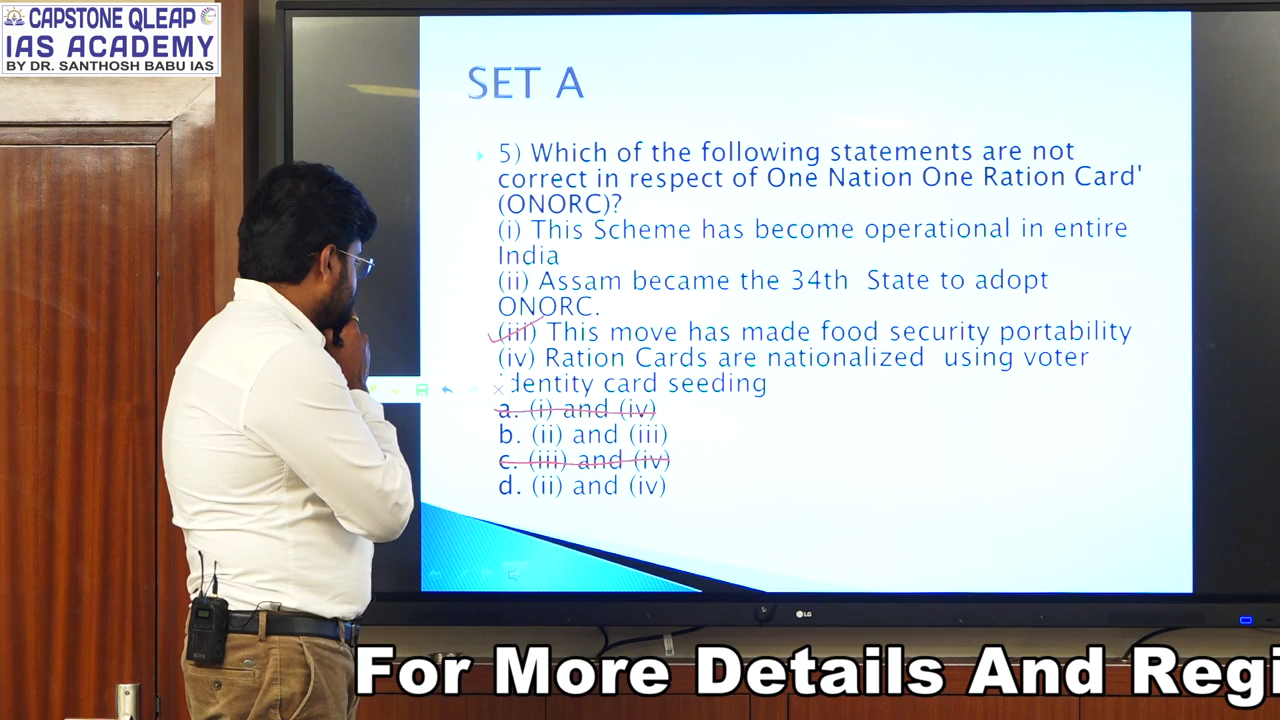 CAPSTONE QLEAP
IAS ACADEMY
BY DR. SANTHOSH BABU IAS
SET A
5) Which of the following statements are not
correct in respect of One Nation One Ration Card'
(ONORC)?
(i) This Scheme has become operational in entire
India
(ii) Assam became the 34th State to adopt
ONORC.
(iii) This move has made food security portability
(iv) Ration Cards are nationalized using voter
identity card seeding
a. (i) and (iv)
b. (ii) and (iii)
c. (iii) and (iv)
d. (ii) and (iv)
LG
For More Details And Regi